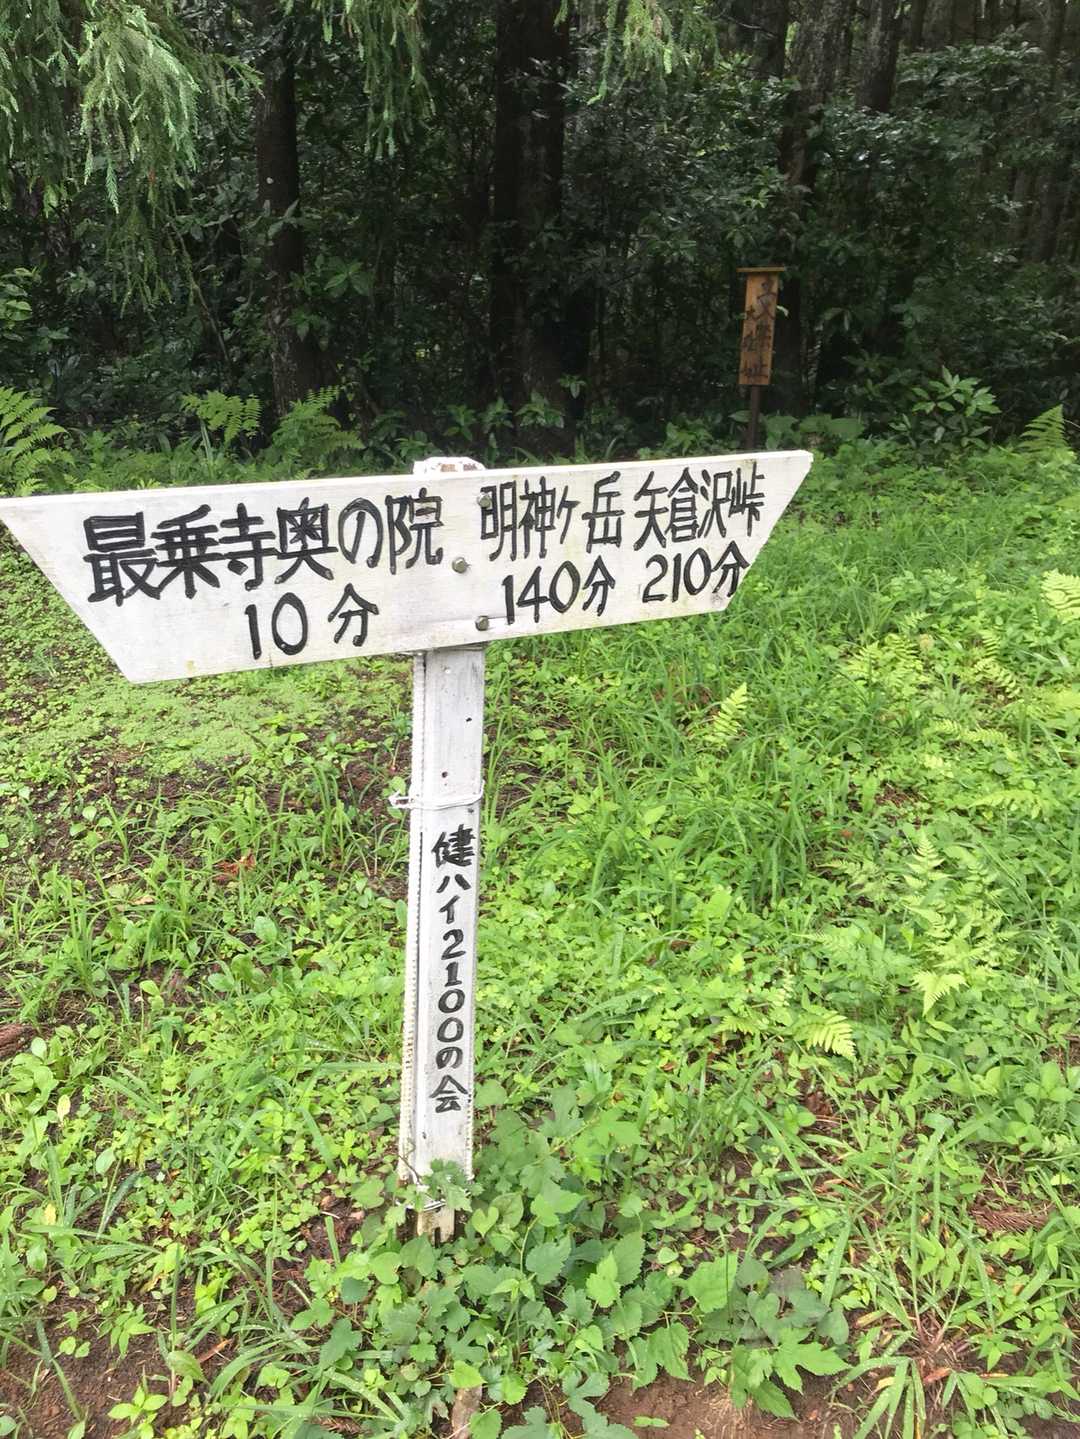 最乗寺奥の院
10分
明神ヶ岳 矢倉沢峠
140分 210分
健ハイ2100の会